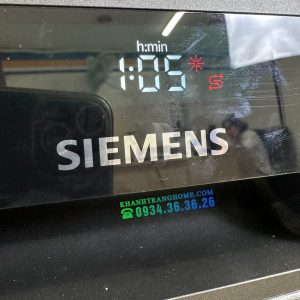 h:min
1:05
SIEMENS
KHANHTRANGHOME.COM
☎0934.36.36.26